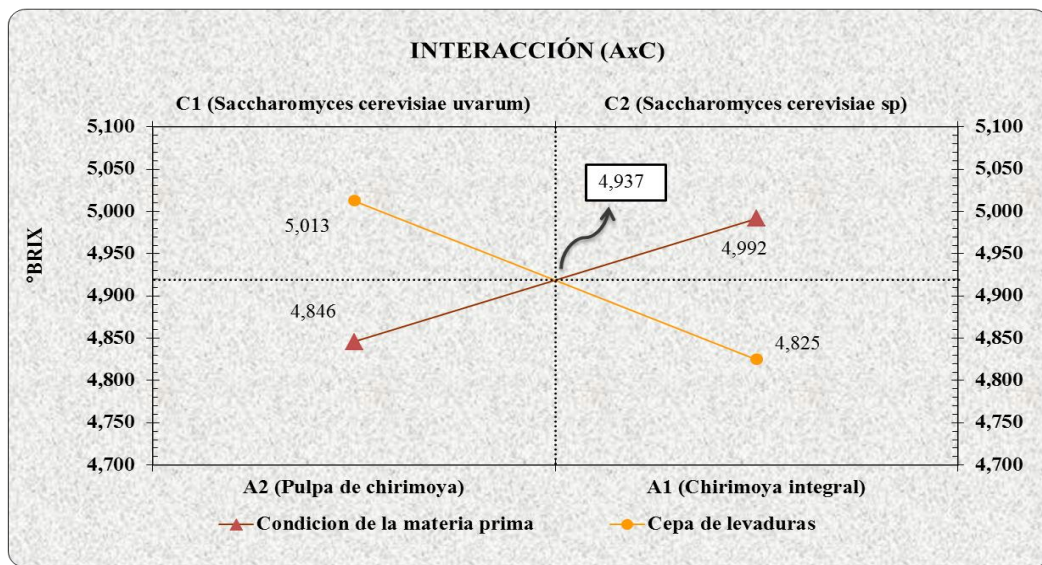 INTERACCIÓN (AxC)
C1 (Saccharomyces cerevisiae uvarum) C2 (Saccharomyces cerevisiae sp)
5,100 5,100
5,050 5,050
4,937
5,000 5,000
5,013
4,992
4,950 4,950
°BRIX
4,900 4,900
4,846
4,850 4,850
4,825
4,800 4,800
4,750 4,750
4,700 4,700
A2 (Pulpa de chirimoya) A1 (Chirimoya integral)
Condicion de la materia prima Cepa de levaduras